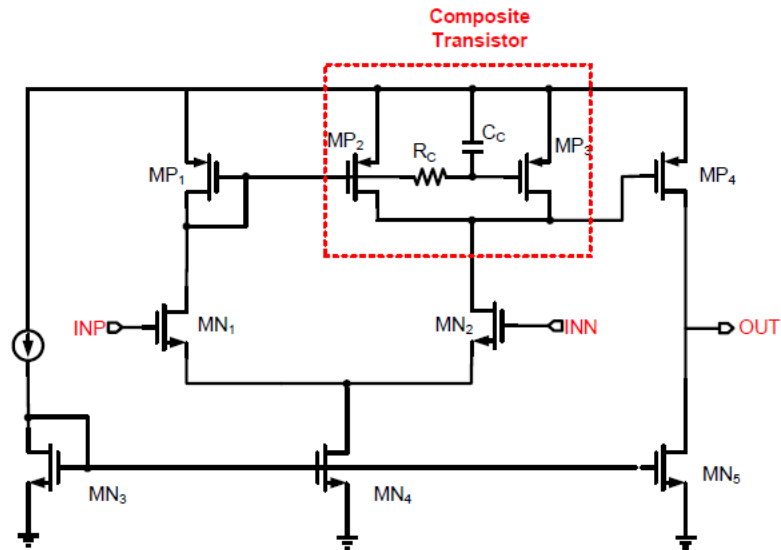 Composite
Transistor
MP2
CC
RC
MP3
MP1
MP4
INP
MN1
MN2
INN
OUT
MN3
MN4
MN5